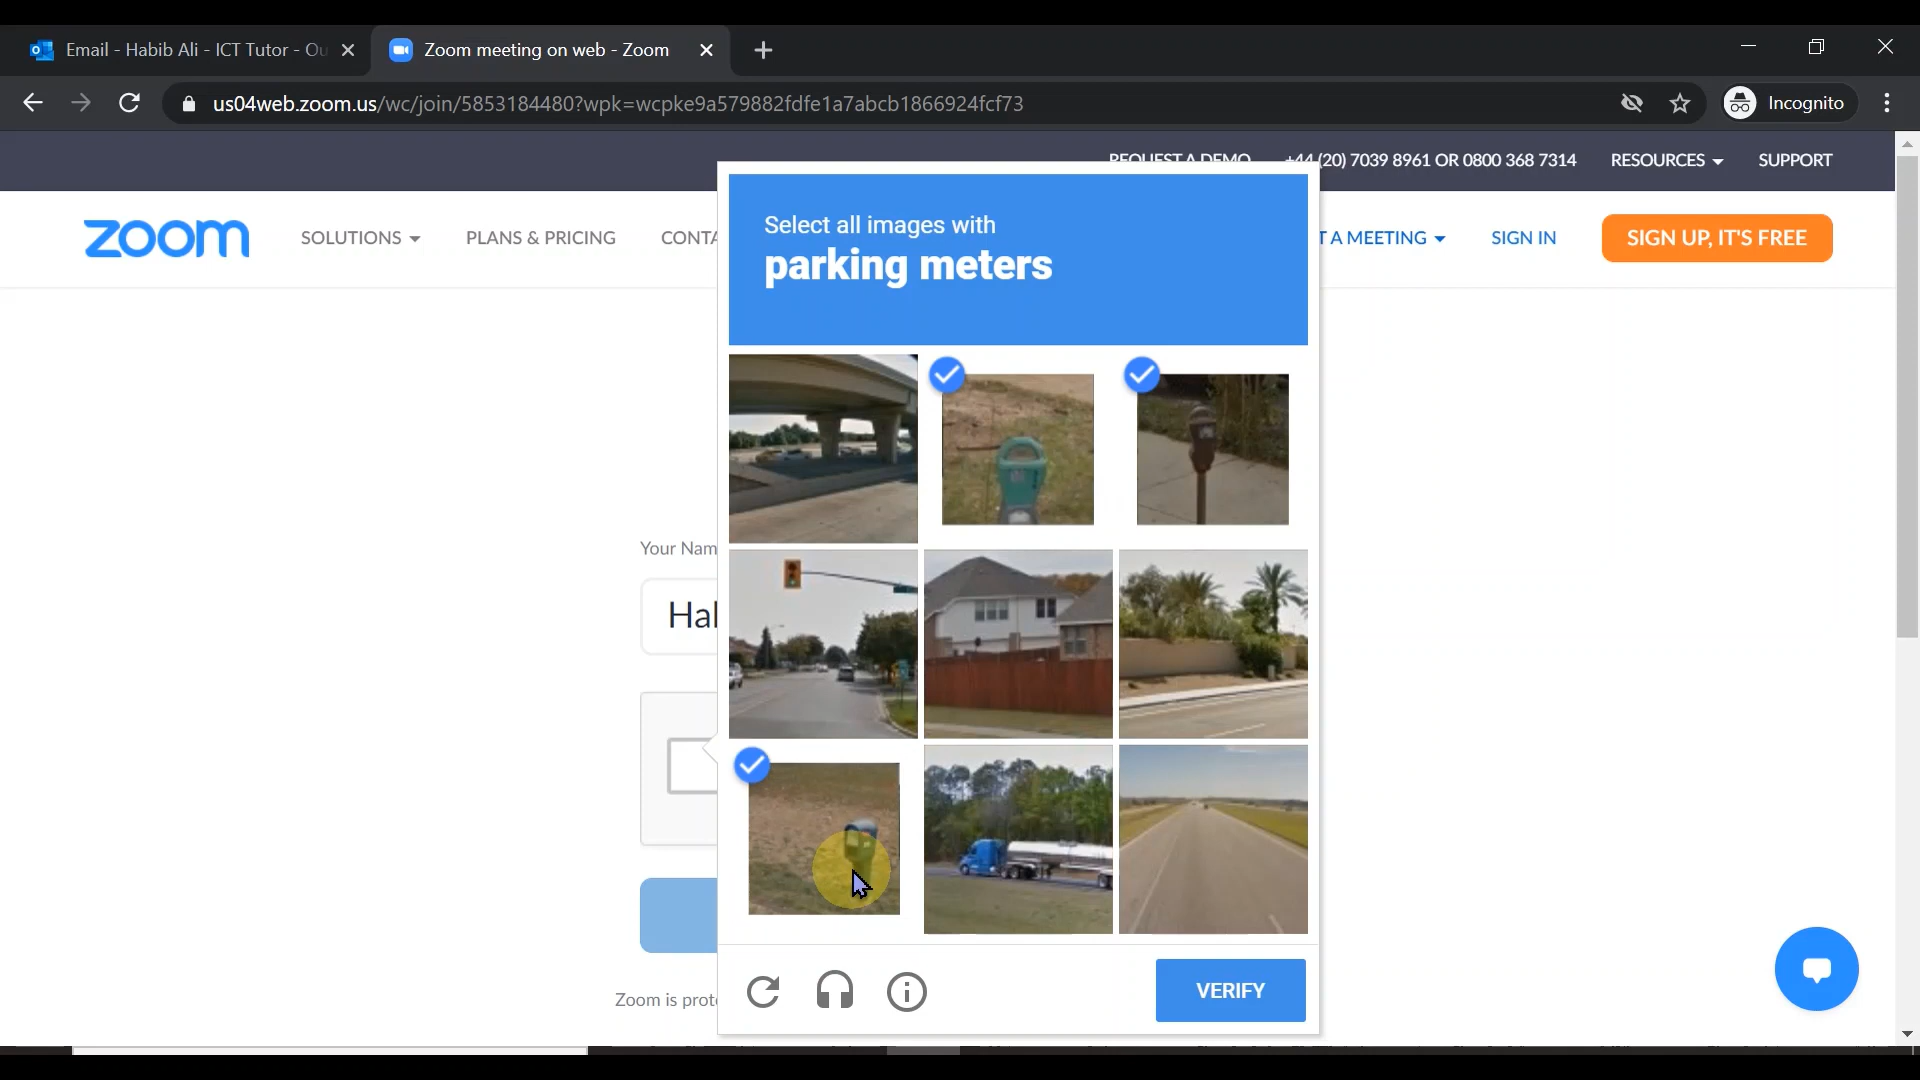 Email - Habib Ali - ICT Tutor - Ou
Zoom meeting on web - Zoom
us04web.zoom.us/wc/join/5853184480?wpk=wcpke9a579882fdfe1a7abcb1866924fcf73
Incognito
REQUEST A DEMO
+44 (20) 7039 8961 OR 0800 368 7314
RESOURCES
SUPPORT
zoom
SOLUTIONS
PLANS & PRICING
CONTA
T A MEETING
SIGN IN
SIGN UP, IT'S FREE
Select all images with
parking meters
Your Nam
Hal
Zoom is prote
VERIFY